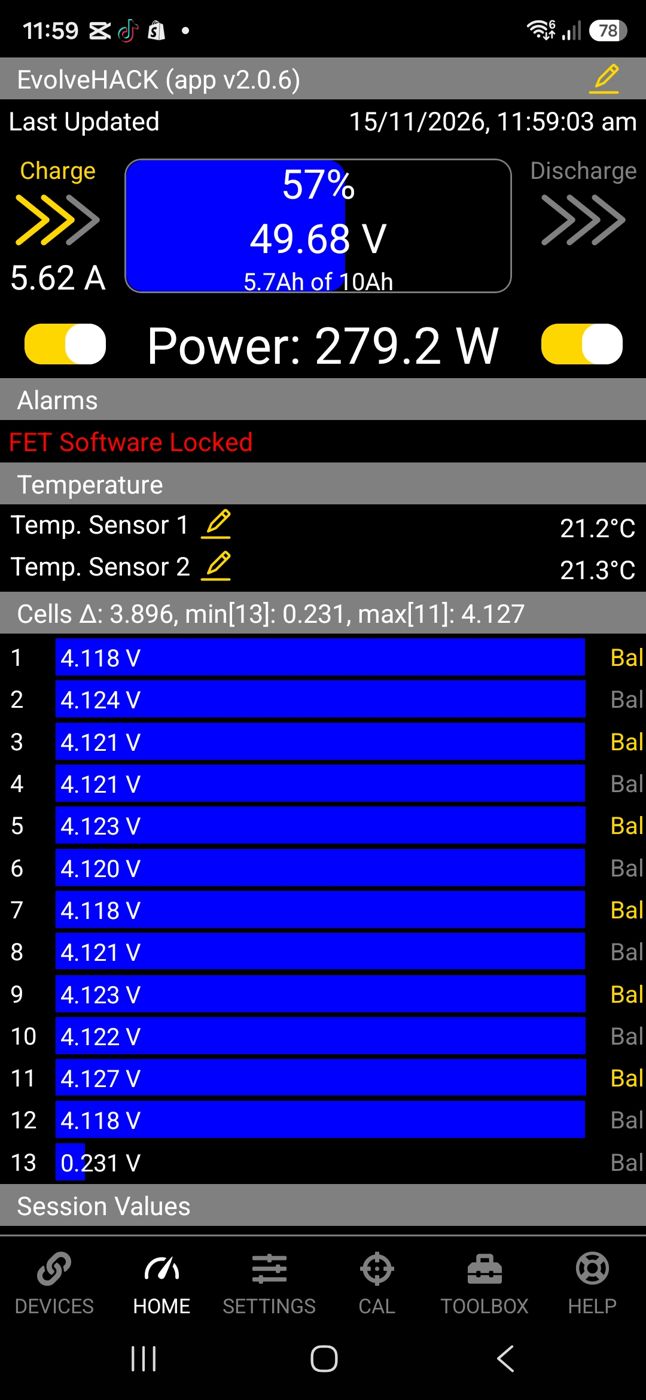 11:59 78
EvolveHACK (app v2.0.6)
Last Updated 15/11/2026, 11:59:03 am
Charge 57% Discharge
49.68 V
5.62 A 5.7Ah of 10Ah
Power: 279.2 W
Alarms
FET Software Locked
Temperature
Temp. Sensor 1 21.2°C
Temp. Sensor 2 21.3°C
Cells Δ: 3.896, min[13]: 0.231, max[11]: 4.127
1 4.118 V Bal
2 4.124 V Bal
3 4.121 V Bal
4 4.121 V Bal
5 4.123 V Bal
6 4.120 V Bal
7 4.118 V Bal
8 4.121 V Bal
9 4.123 V Bal
10 4.122 V Bal
11 4.127 V Bal
12 4.118 V Bal
13 0.231 V Bal
Session Values
DEVICES HOME SETTINGS CAL TOOLBOX HELP